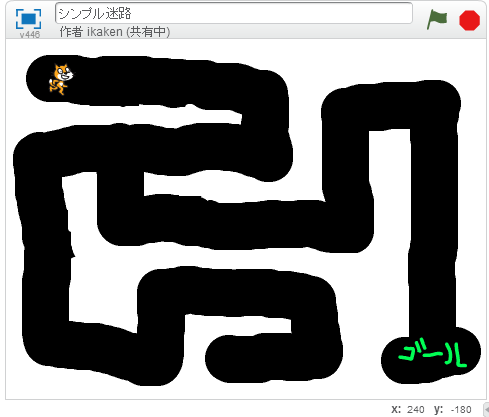 シンプル迷路
作者 ikaken (共有中)
v446
ゴール
x: 240 y: -180